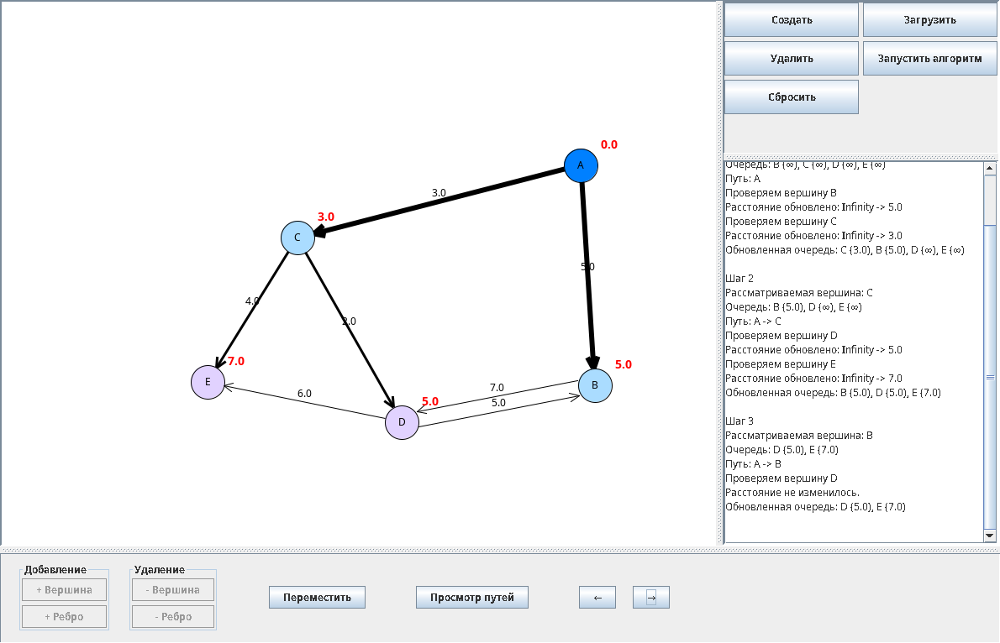 Создать
Загрузить
Удалить
Запустить алгоритм
Сбросить
0.0
A
3.0
3.0
C
5.0
4.0
2.0
7.0
E
5.0
B
7.0
6.0
5.0
5.0
D
Очередь: B {∞}, C {∞}, D {∞}, E {∞}
Путь: A
Проверяем вершину B
Расстояние обновлено: Infinity -> 5.0
Проверяем вершину C
Расстояние обновлено: Infinity -> 3.0
Обновленная очередь: C {3.0}, B {5.0}, D {∞}, E {∞}
Шаг 2
Рассматриваемая вершина: C
Очередь: B {5.0}, D {∞}, E {∞}
Путь: A -> C
Проверяем вершину D
Расстояние обновлено: Infinity -> 5.0
Проверяем вершину E
Расстояние обновлено: Infinity -> 7.0
Обновленная очередь: B {5.0}, D {5.0}, E {7.0}
Шаг 3
Рассматриваемая вершина: B
Очередь: D {5.0}, E {7.0}
Путь: A -> B
Проверяем вершину D
Расстояние не изменилось.
Обновленная очередь: D {5.0}, E {7.0}
Добавление
+ Вершина
+ Ребро
Удаление
- Вершина
- Ребро
Переместить
Просмотр путей
←
→